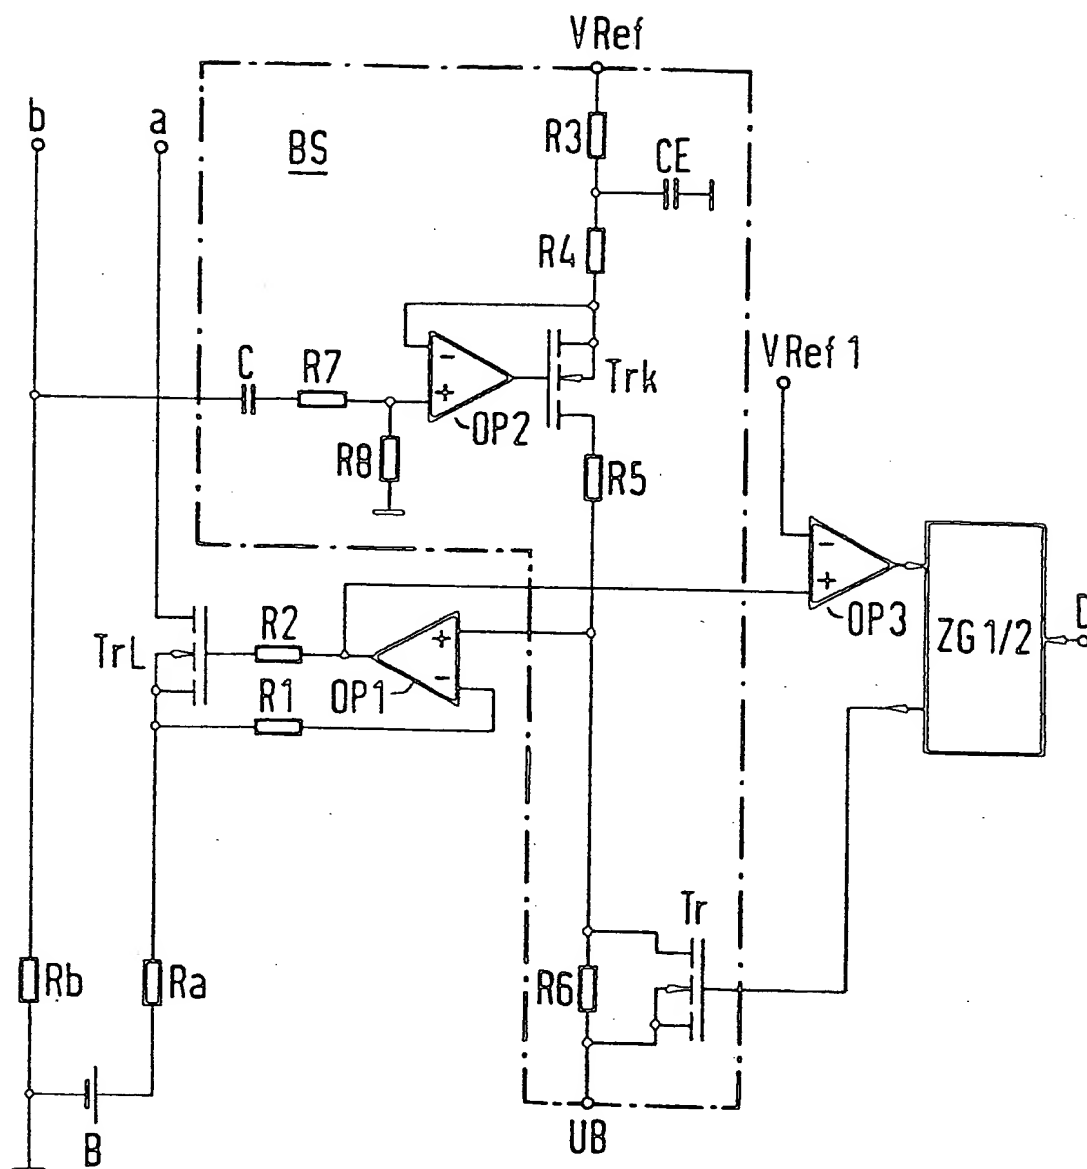 VRef
b
a
R3
BS
CE
R4
VRef 1
C
R7
Trk
OP2
R8
R5
OP3
D
ZG 1/2
R2
TrL
OP1
R1
Tr
Rb
Ra
R6
B
UB
+
-
+
-
+
-